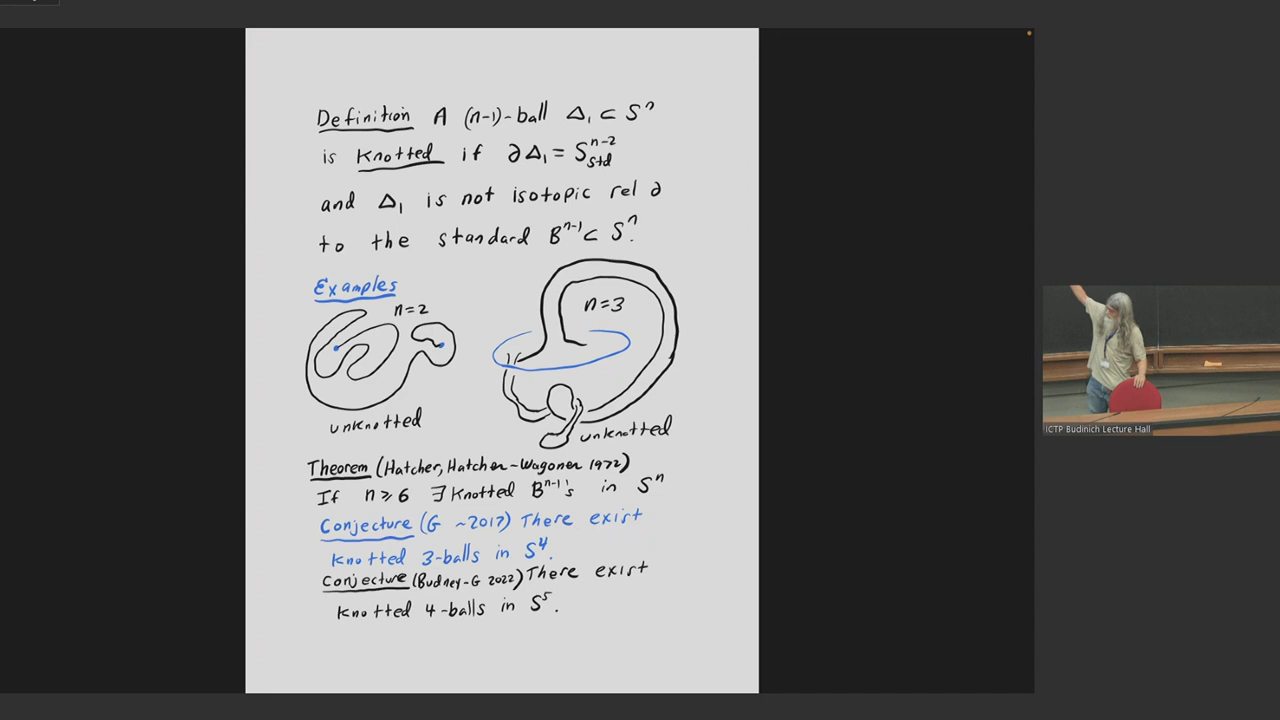 Definition A (n-1)-ball Δ₁ ⊂ Sⁿ
is Knotted if ∂Δ₁ = S^{n-2}_{std}
and Δ₁ is not isotopic rel ∂
to the standard B^{n-1} ⊂ Sⁿ.
Examples
n=2
n=3
unknotted
unknotted
Theorem (Hatcher, Hatcher-Wagoner 1972)
If n ≥ 6 ∃ Knotted B^{n-1}'s in Sⁿ
Conjecture (G ~2017) There exist
Knotted 3-balls in S⁴.
Conjecture (Budney-G 2022) There exist
Knotted 4-balls in S⁵.
ICTP Budinich Lecture Hall